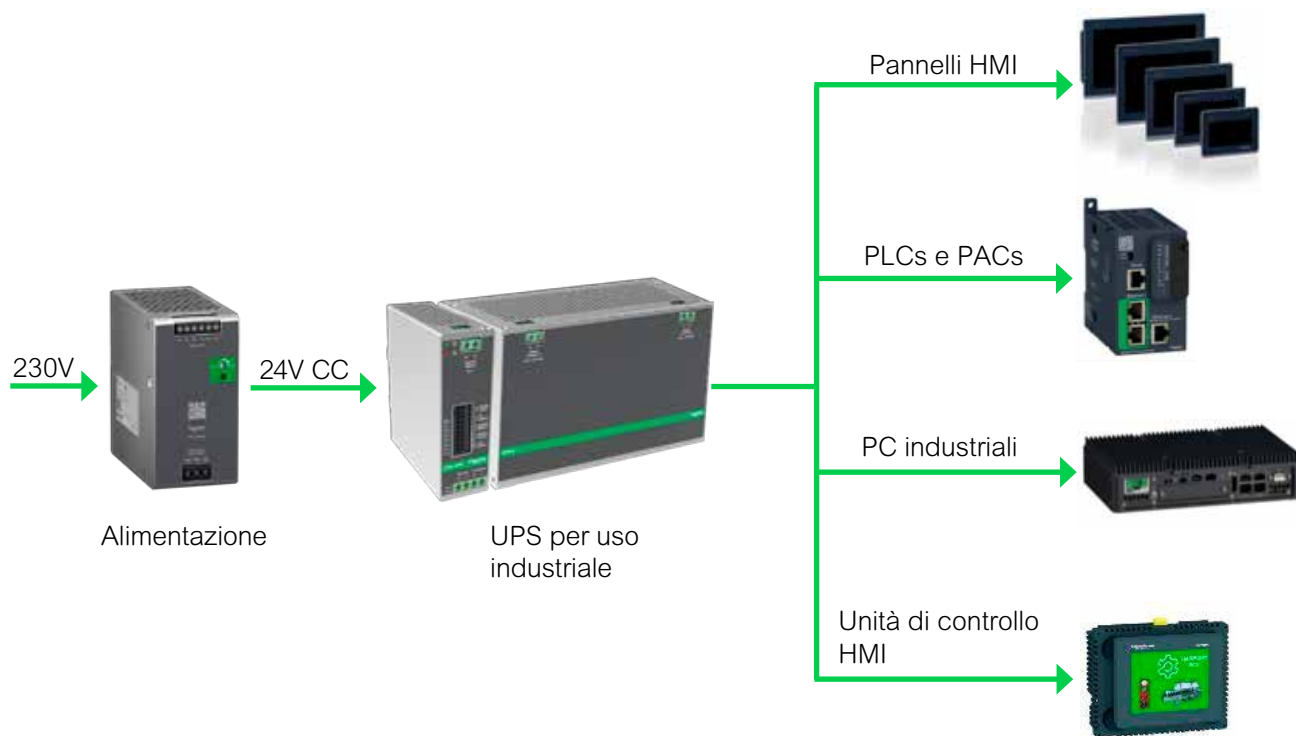 Pannelli HMI
PLCs e PACs
230V
24V CC
PC industriali
Alimentazione
UPS per uso
industriale
Unità di controllo
HMI